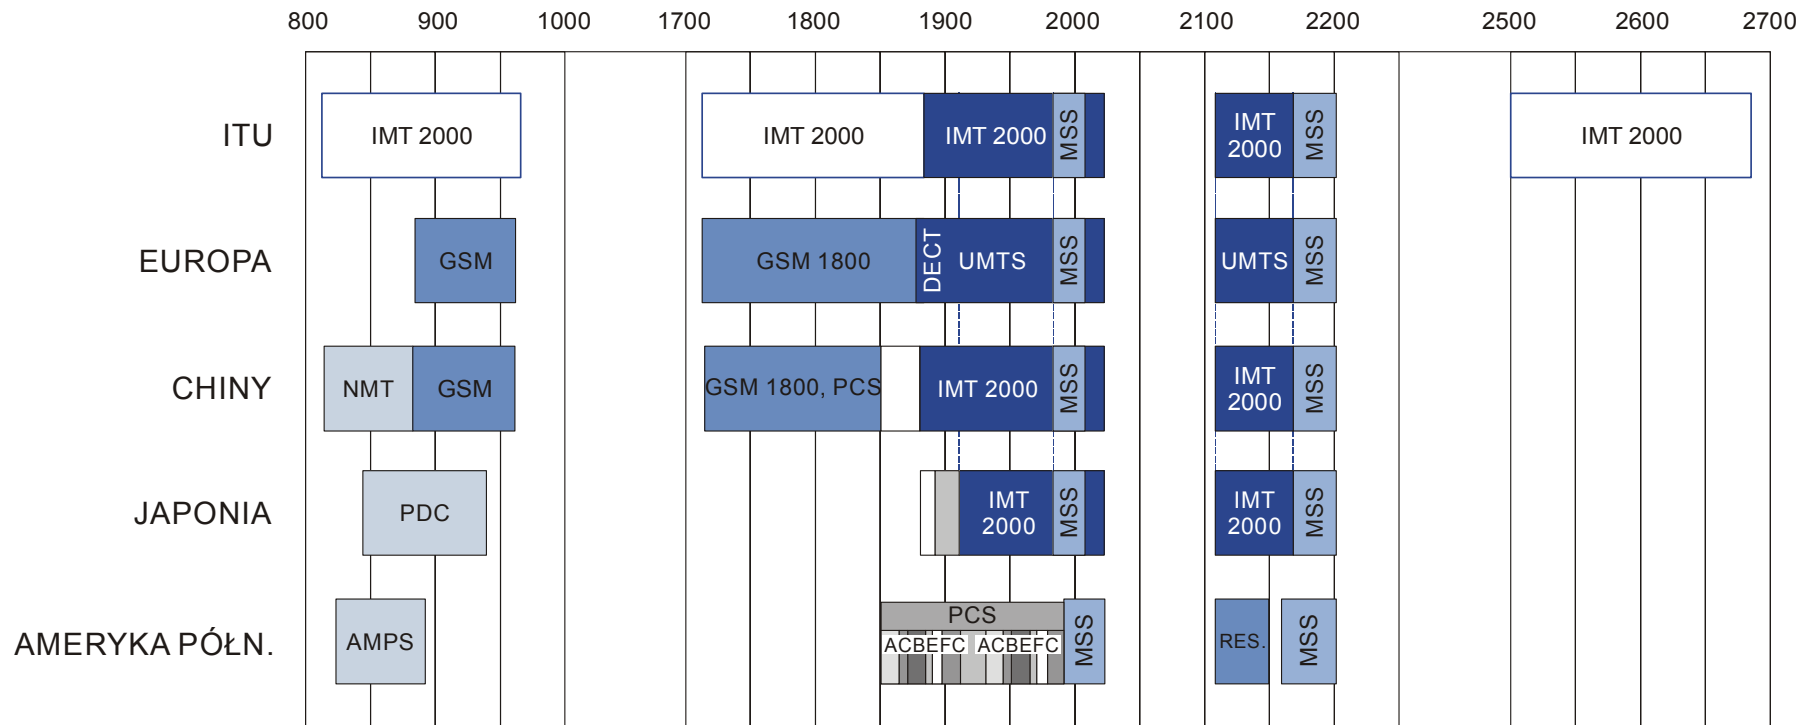 800 900 1000 1700 1800 1900 2000 2100 2200 2500 2600 2700
ITU
IMT 2000
IMT 2000
IMT 2000
MSS
IMT
2000
MSS
IMT 2000
EUROPA
GSM
GSM 1800
DECT
UMTS
MSS
UMTS
MSS
CHINY
NMT
GSM
GSM 1800, PCS
IMT 2000
MSS
IMT
2000
MSS
JAPONIA
PDC
IMT
2000
MSS
IMT
2000
MSS
AMERYKA PÓŁN.
AMPS
PCS
ACBEFC ACBEFC
MSS
RES.
MSS